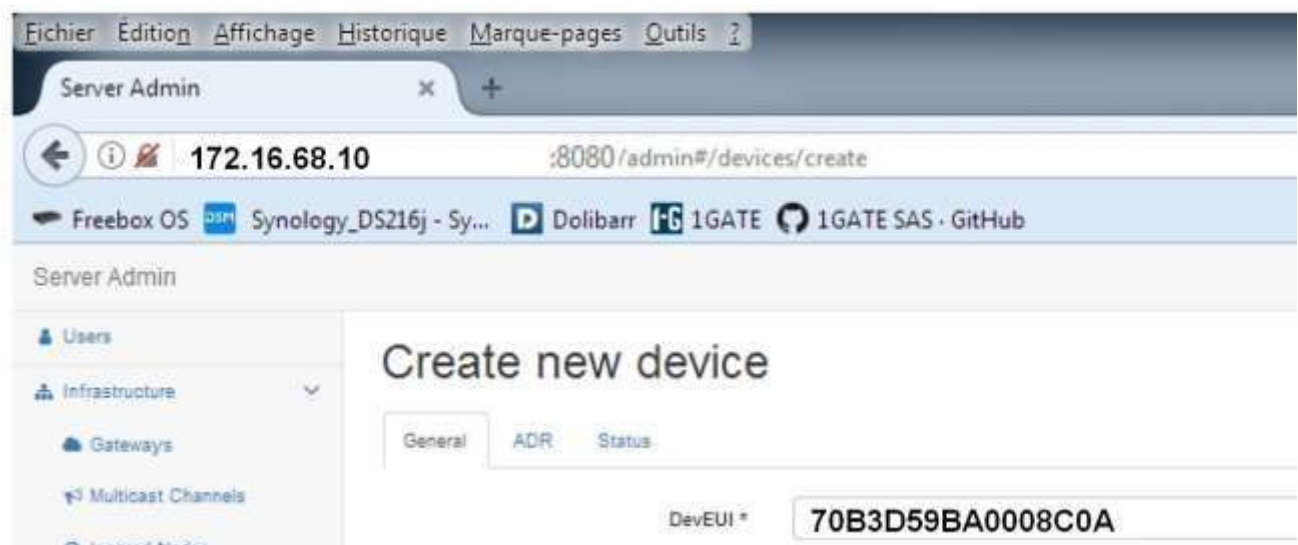 Fichier Édition Affichage Historique Marque-pages Outils ?
Server Admin
172.16.68.10 :8080/admin#/devices/create
Freebox OS DSM Synology_DS216j - Sy... Dolibarr 1GATE 1GATE SAS · GitHub
Server Admin
Users
Infrastructure
Gateways
Multicast Channels
Create new device
General ADR Status
DevEUI * 70B3D59BA0008C0A